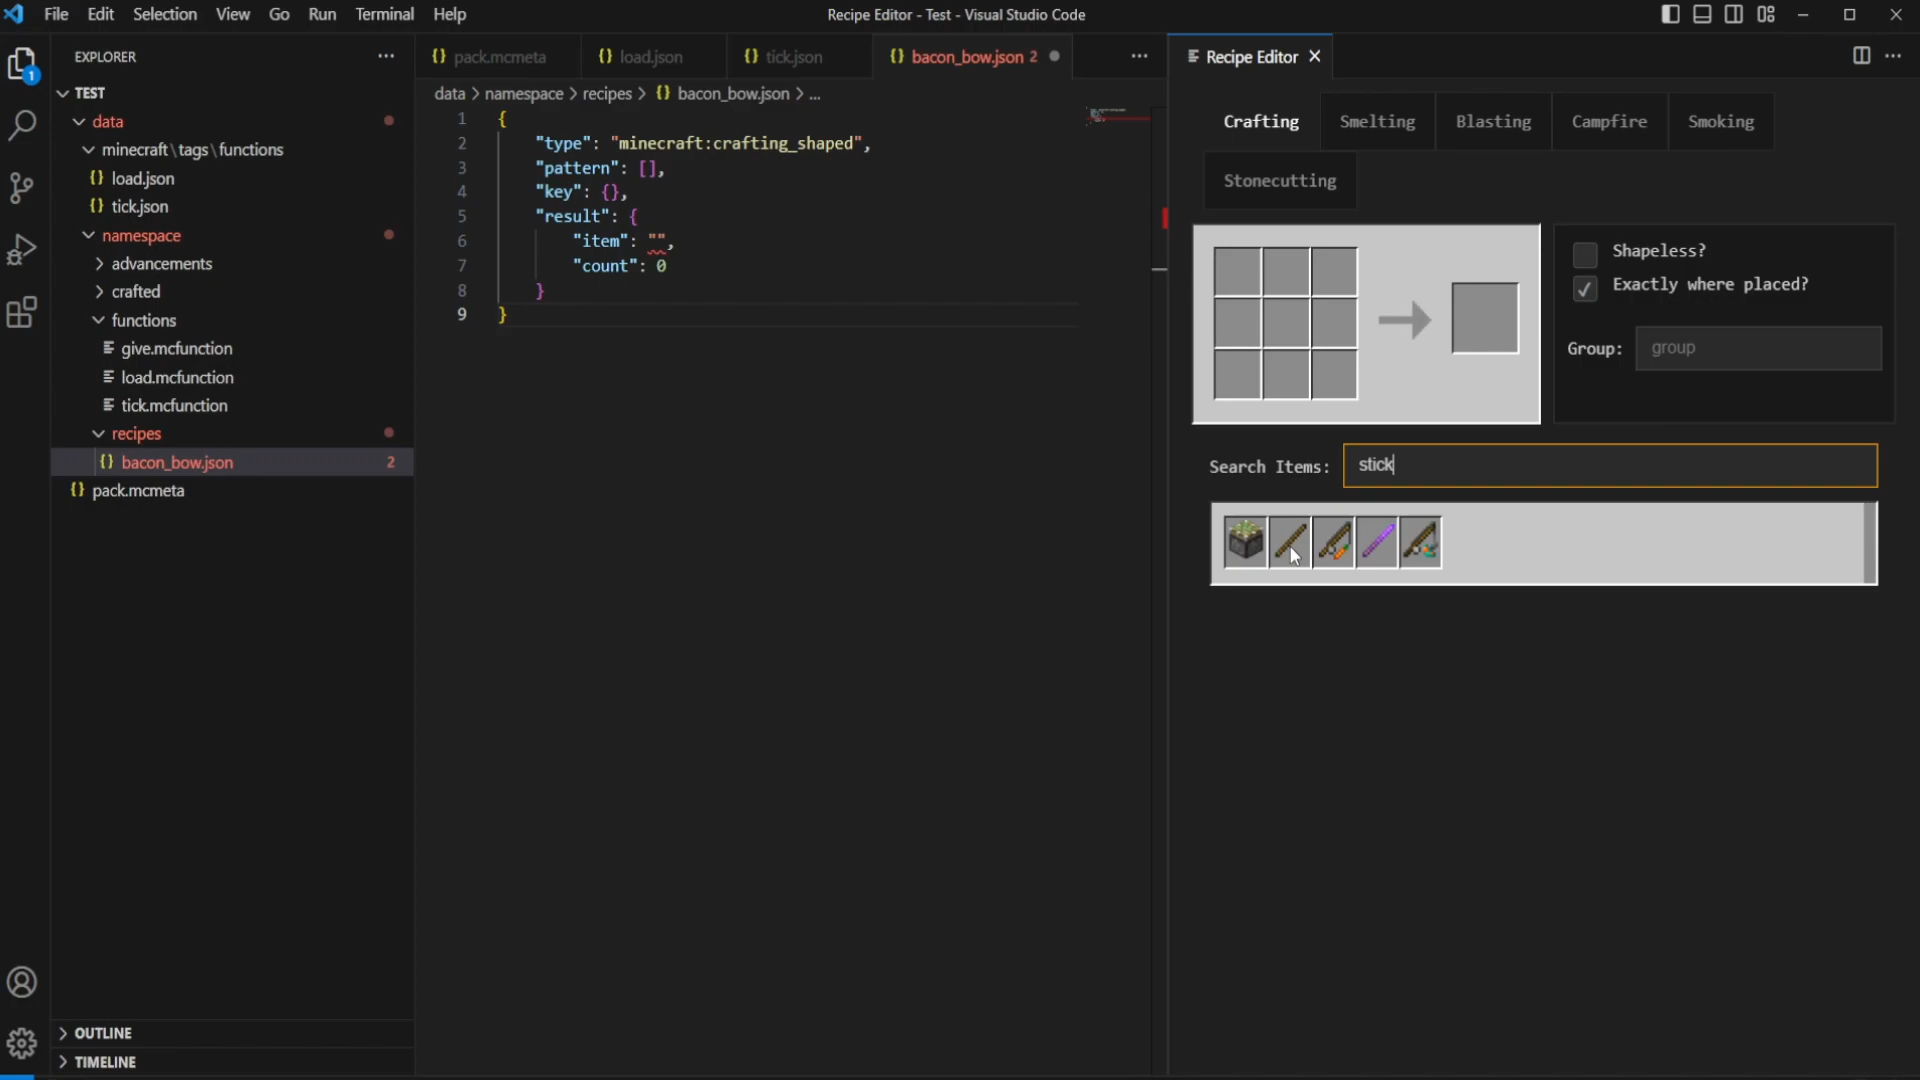 File Edit Selection View Go Run Terminal Help
Recipe Editor - Test - Visual Studio Code
EXPLORER
TEST
data
minecraft\tags\functions
load.json
tick.json
namespace
advancements
crafted
functions
give.mcfunction
load.mcfunction
tick.mcfunction
recipes
bacon_bow.json 2
pack.mcmeta
OUTLINE
TIMELINE
1
pack.mcmeta load.json tick.json bacon_bow.json 2
data > namespace > recipes > {} bacon_bow.json > ...
1 {
2 "type": "minecraft:crafting_shaped",
3 "pattern": [],
4 "key": {},
5 "result": {
6 "item": "",
7 "count": 0
8 }
9 }
Recipe Editor
Crafting Smelting Blasting Campfire Smoking
Stonecutting
Shapeless?
Exactly where placed?
Group: group
Search Items: stick